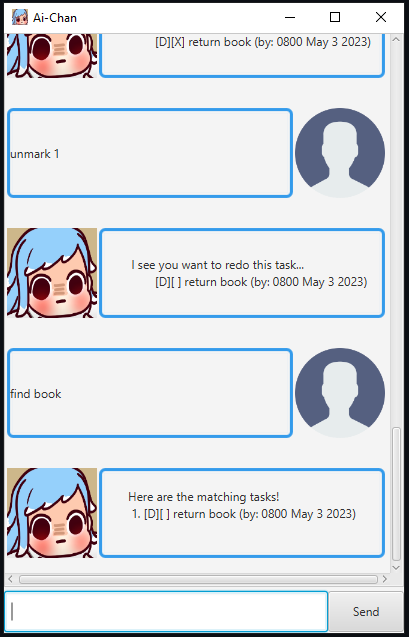 Ai-Chan
[D][X] return book (by: 0800 May 3 2023)
unmark 1
I see you want to redo this task...
[D][ ] return book (by: 0800 May 3 2023)
find book
Here are the matching tasks!
1. [D][ ] return book (by: 0800 May 3 2023)
Send